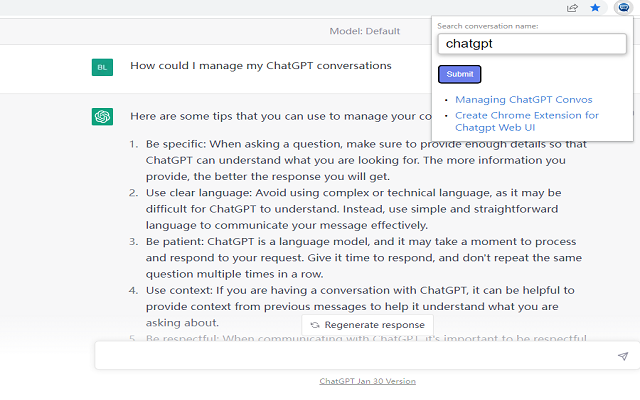 Model: Default
Search conversation name:
chatgpt
Submit
• Managing ChatGPT Convos
• Create Chrome Extension for
Chatgpt Web UI
BL
How could I manage my ChatGPT conversations
Here are some tips that you can use to manage your
1. Be specific: When asking a question, make sure to provide enough details so that
ChatGPT can understand what you are looking for. The more information you
provide, the better the response you will get.
2. Use clear language: Avoid using complex or technical language, as it may be
difficult for ChatGPT to understand. Instead, use simple and straightforward
language to communicate your message effectively.
3. Be patient: ChatGPT is a language model, and it may take a moment to process
and respond to your request. Give it time to respond, and don't repeat the same
question multiple times in a row.
4. Use context: If you are having a conversation with ChatGPT, it can be helpful to
provide context from previous messages to help it understand what you are
asking about.
5. Be respectful: When communicating with ChatGPT, it's important to be respectful
Regenerate response
ChatGPT Jan 30 Version